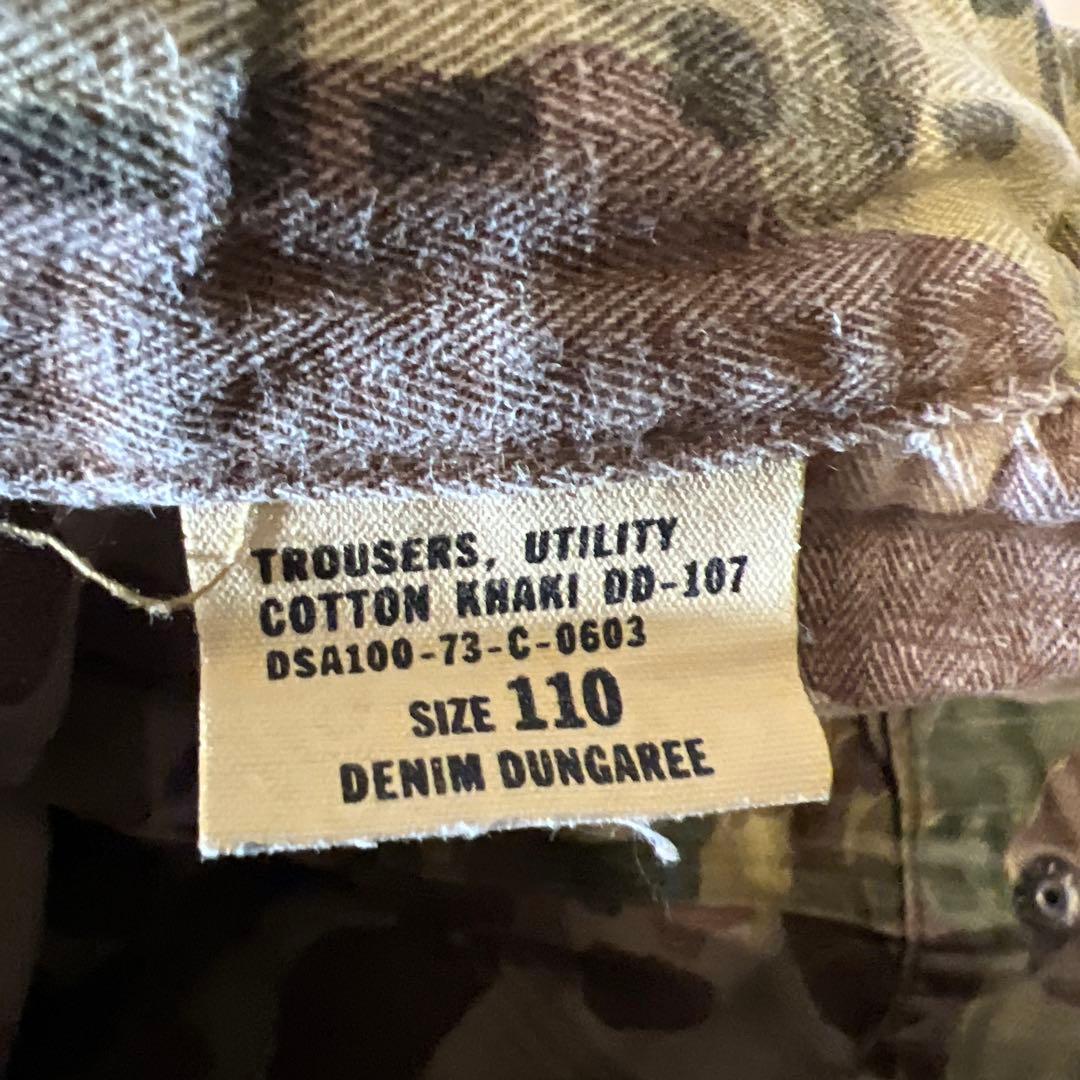 TROUSERS, UTILITY
COTTON KHAKI DD-107
DSA100-73-C-0603
SIZE 110
DENIM DUNGAREE